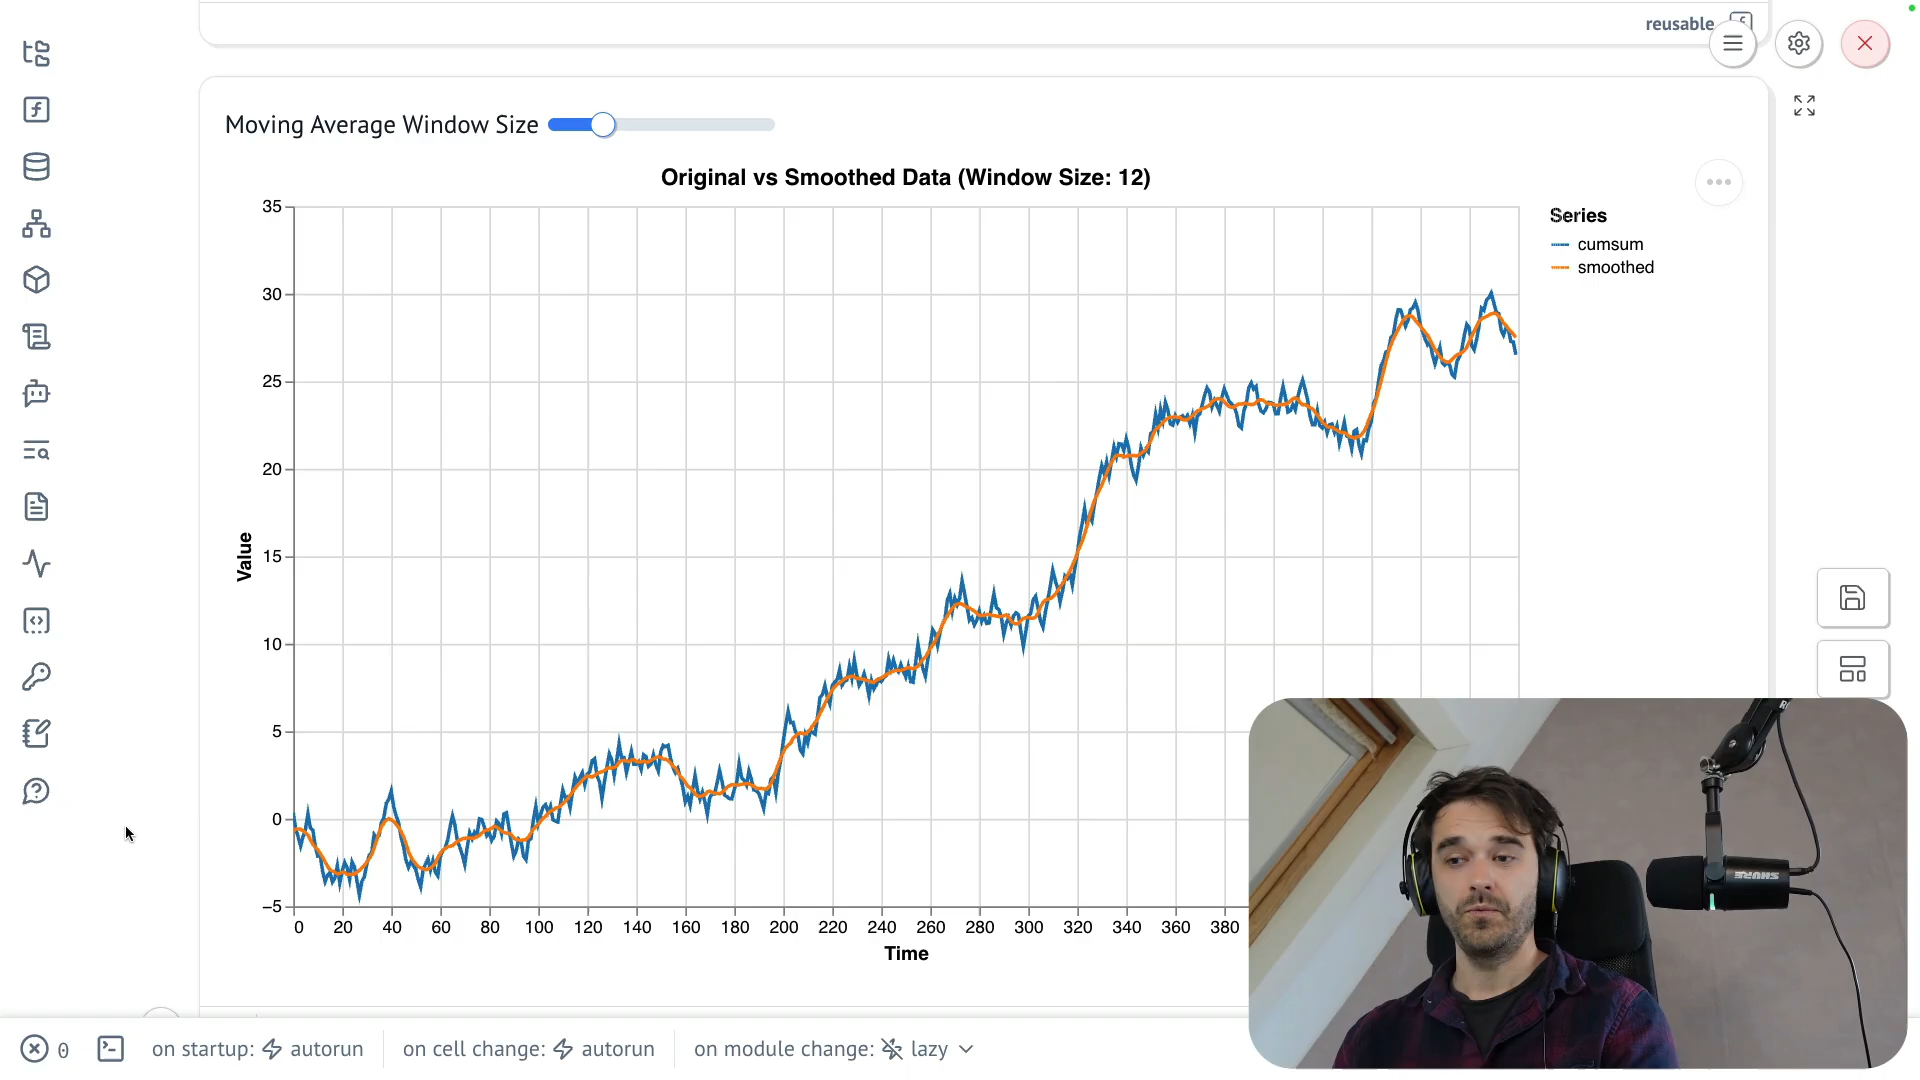 reusable
Moving Average Window Size
Original vs Smoothed Data (Window Size: 12)
Series
cumsum
smoothed
35
30
25
20
15
10
5
0
−5
Value
0 20 40 60 80 100 120 140 160 180 200 220 240 260 280 300 320 340 360 380
Time
SHURE
0 on startup: autorun on cell change: autorun on module change: lazy